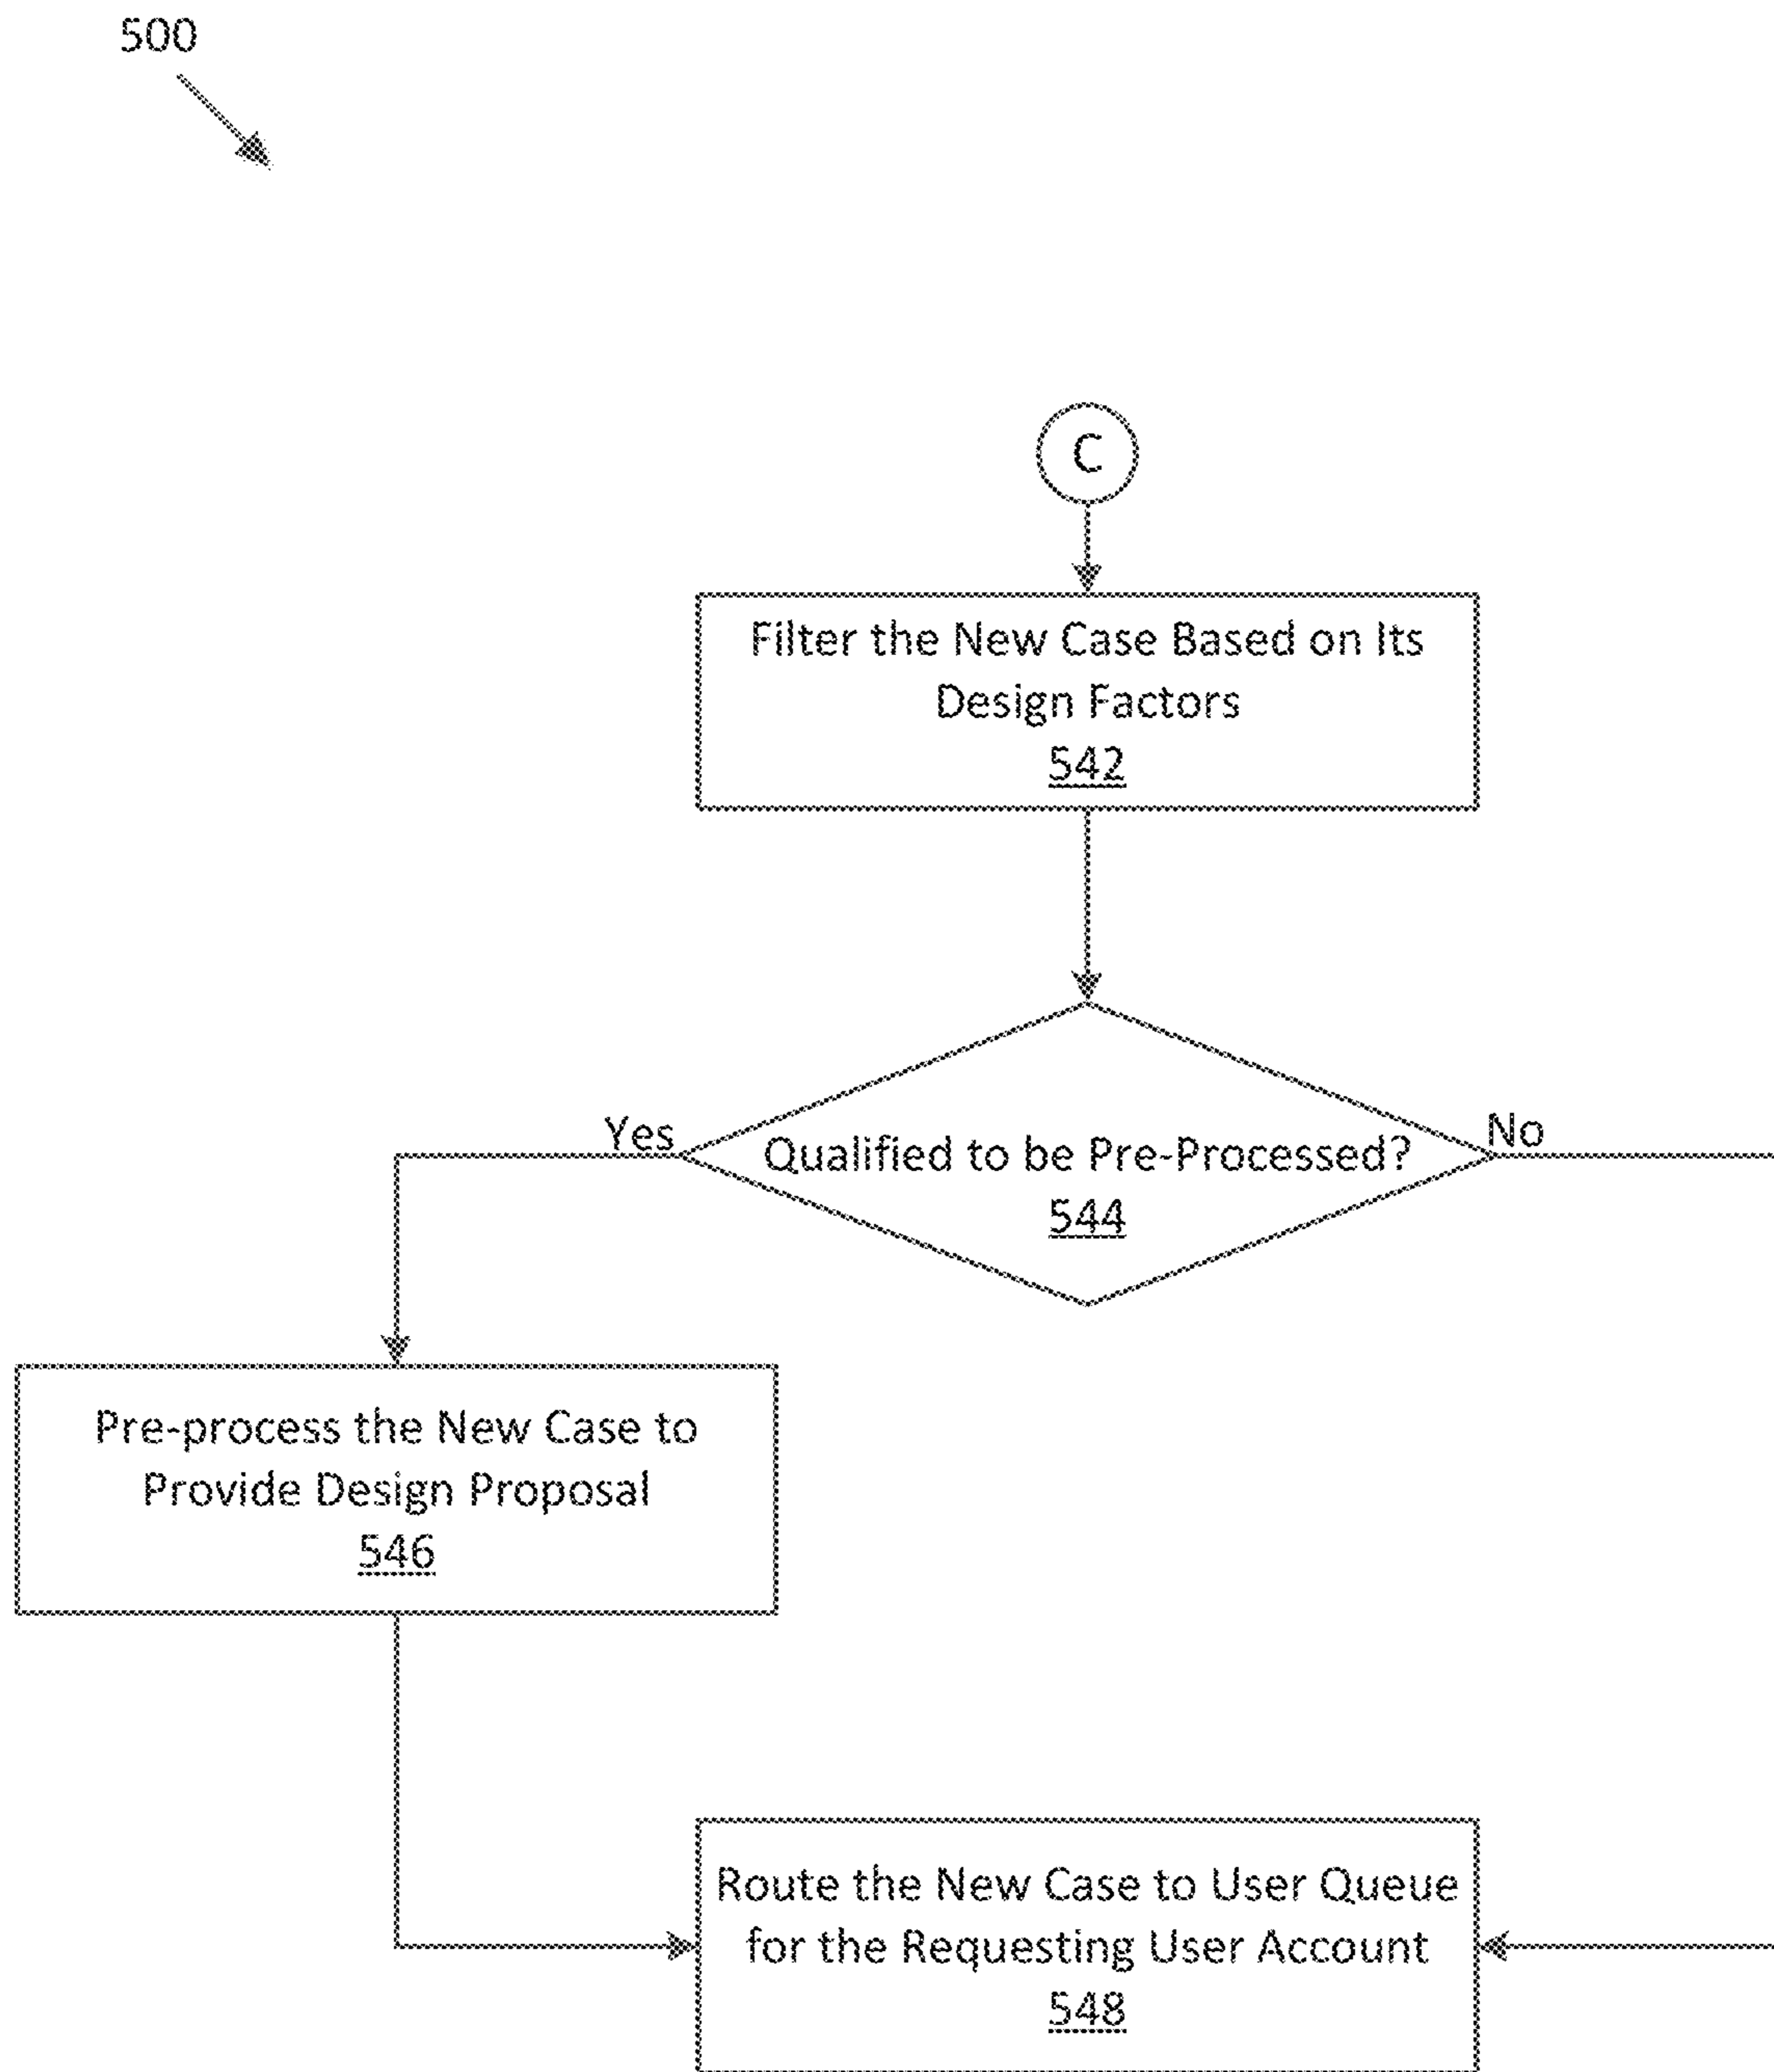 500
C
Filter the New Case Based on Its
Design Factors
542
Yes
No
Qualified to be Pre-Processed?
544
Pre-process the New Case to
Provide Design Proposal
546
Route the New Case to User Queue
for the Requesting User Account
548